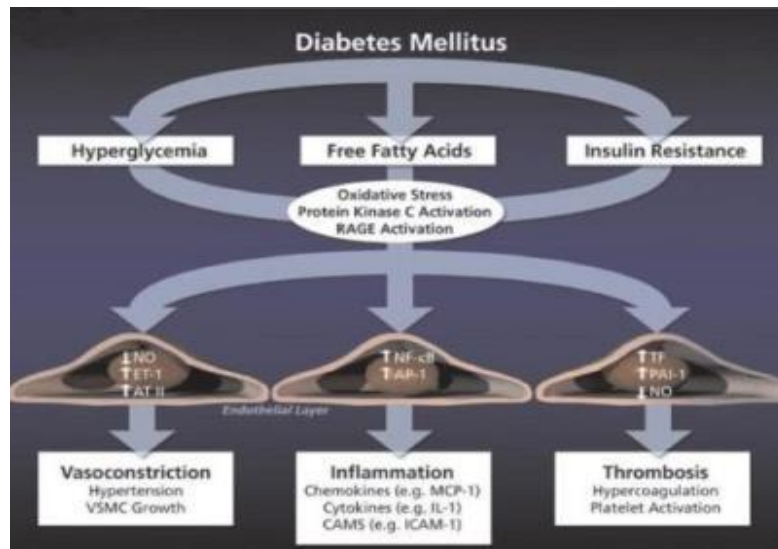 Diabetes Mellitus
Hyperglycemia
Free Fatty Acids
Insulin Resistance
Oxidative Stress
Protein Kinase C Activation
RAGE Activation
↓NO
↑ET-1
↑AT II
↑NF-κB
↑AP-1
↑TF
↑PAI-1
↓NO
Endothelial Layer
Vasoconstriction
Hypertension
VSMC Growth
Inflammation
Chemokines (e.g. MCP-1)
Cytokines (e.g. IL-1)
CAMS (e.g. ICAM-1)
Thrombosis
Hypercoagulation
Platelet Activation